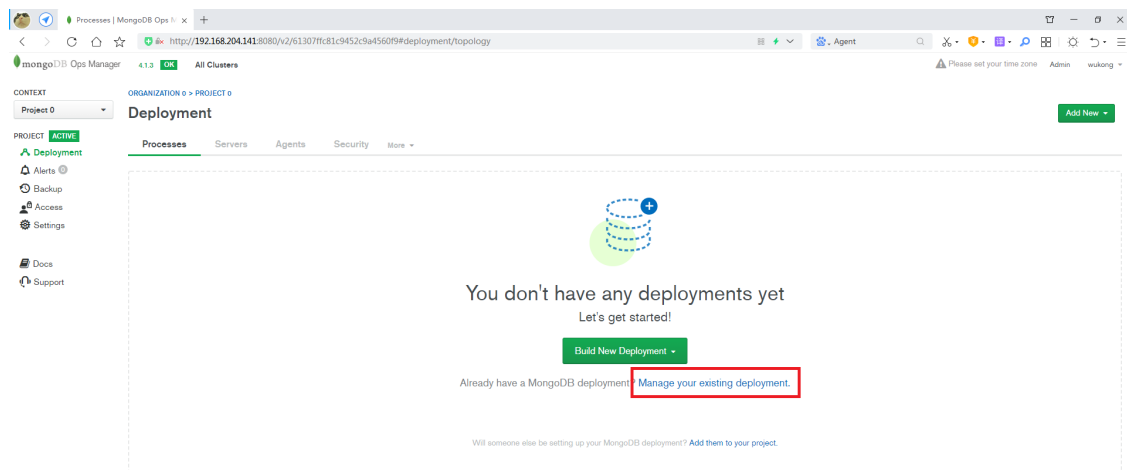 Processes | MongoDB Ops M
http://192.168.204.141:8080/v2/61307ffc81c9452c9a4560f9#deployment/topology
Agent
mongoDB Ops Manager
4.1.3 OK All Clusters
Please set your time zone Admin wukong
CONTEXT
Project 0
PROJECT ACTIVE
Deployment
Alerts 0
Backup
Access
Settings
Docs
Support
ORGANIZATION 0 > PROJECT 0
Deployment
Add New
Processes Servers Agents Security More
You don't have any deployments yet
Let's get started!
Build New Deployment
Already have a MongoDB deployment? Manage your existing deployment.
Will someone else be setting up your MongoDB deployment? Add them to your project.